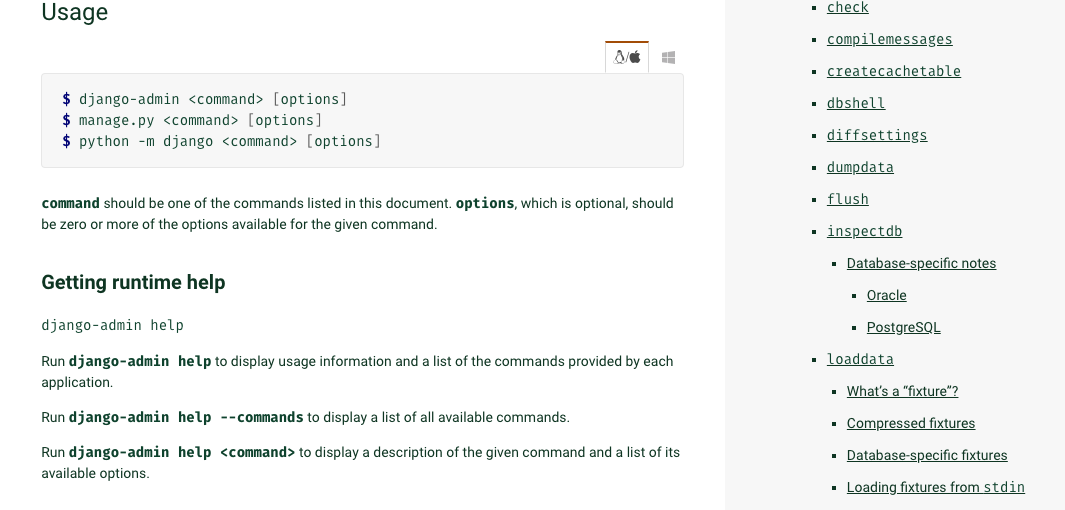 Usage
/
$ django-admin <command> [options]
$ manage.py <command> [options]
$ python -m django <command> [options]
command should be one of the commands listed in this document. options, which is optional, should
be zero or more of the options available for the given command.
Getting runtime help
django-admin help
Run django-admin help to display usage information and a list of the commands provided by each
application.
Run django-admin help --commands to display a list of all available commands.
Run django-admin help <command> to display a description of the given command and a list of its
available options.
check
compilemessages
createcachetable
dbshell
diffsettings
dumpdata
flush
inspectdb
Database-specific notes
Oracle
PostgreSQL
loaddata
What’s a “fixture”?
Compressed fixtures
Database-specific fixtures
Loading fixtures from stdin